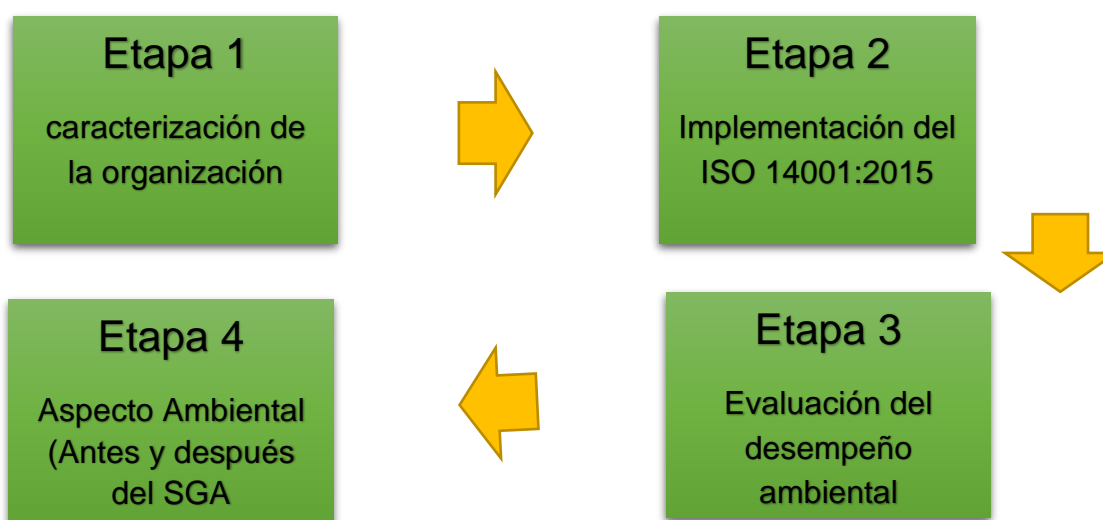 Etapa 1
caracterización de
la organización
Etapa 2
Implementación del
ISO 14001:2015
Etapa 3
Evaluación del
desempeño
ambiental
Etapa 4
Aspecto Ambiental
(Antes y después
del SGA